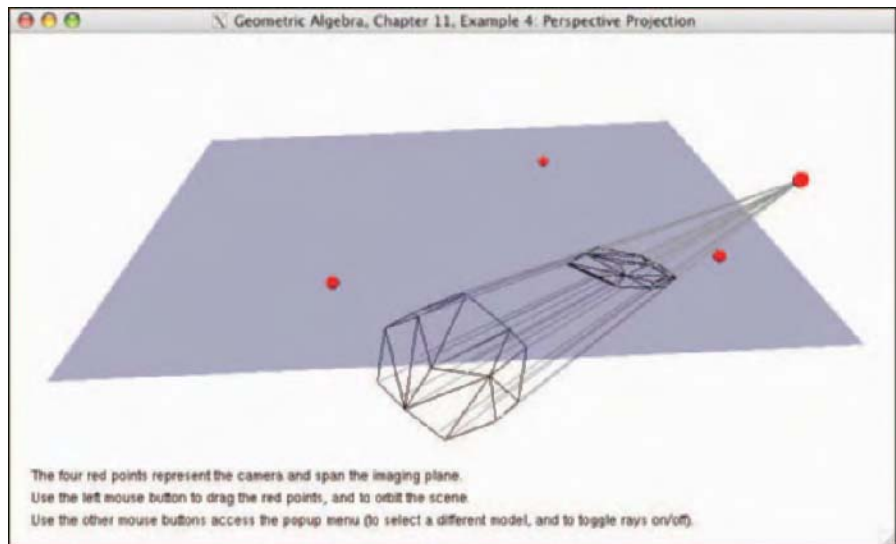 Geometric Algebra, Chapter 11, Example 4: Perspective Projection
The four red points represent the camera and span the imaging plane.
Use the left mouse button to drag the red points, and to orbit the scene.
Use the other mouse buttons access the popup menu (to select a different model, and to toggle rays on/off).